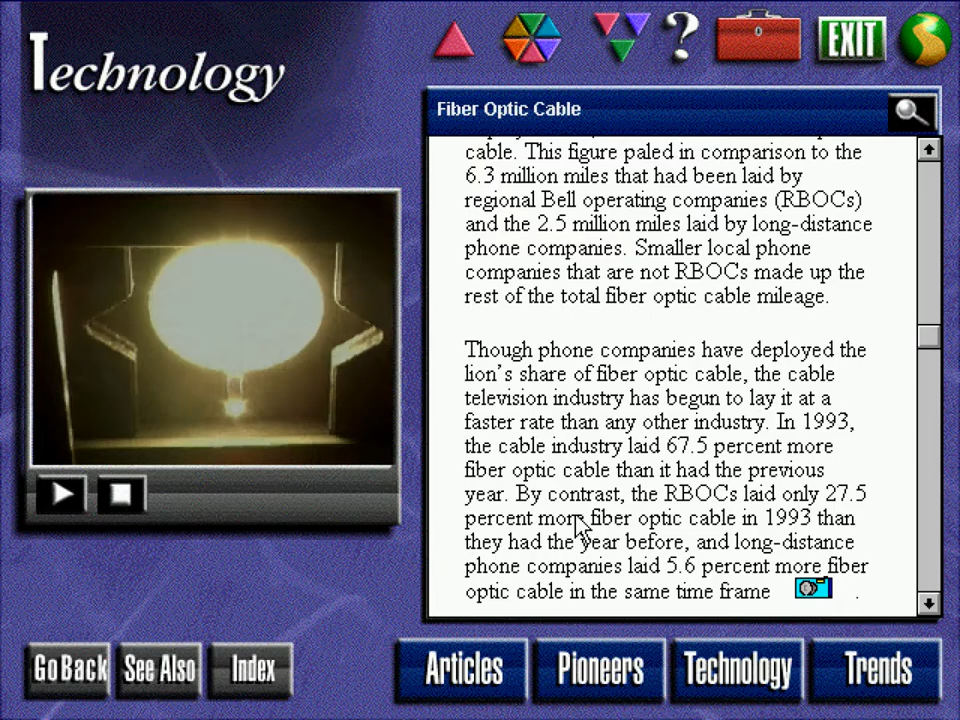 Technology
EXIT
Fiber Optic Cable
cable. This figure paled in comparison to the
6.3 million miles that had been laid by
regional Bell operating companies (RBOCs)
and the 2.5 million miles laid by long-distance
phone companies. Smaller local phone
companies that are not RBOCs made up the
rest of the total fiber optic cable mileage.
Though phone companies have deployed the
lion's share of fiber optic cable, the cable
television industry has begun to lay it at a
faster rate than any other industry. In 1993,
the cable industry laid 67.5 percent more
fiber optic cable than it had the previous
year. By contrast, the RBOCs laid only 27.5
percent more fiber optic cable in 1993 than
they had the year before, and long-distance
phone companies laid 5.6 percent more fiber
optic cable in the same time frame .
Go Back
See Also
Index
Articles
Pioneers
Technology
Trends